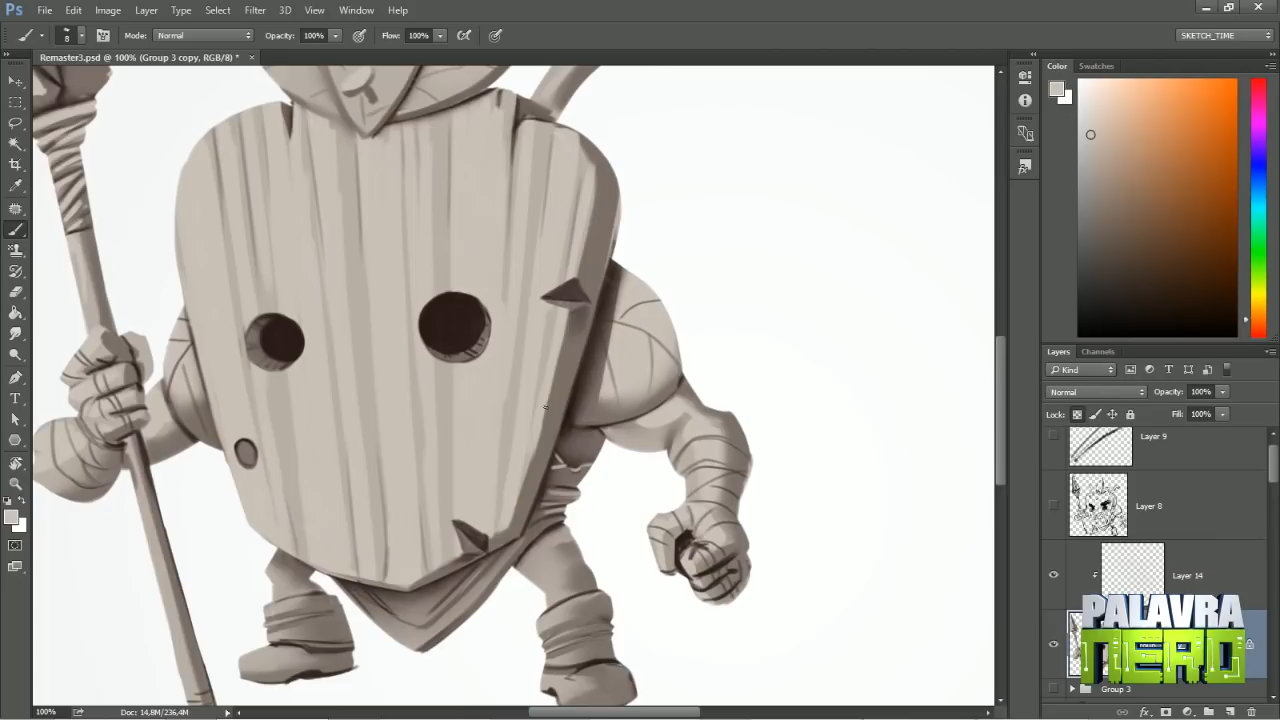 Ps File Edit Image Layer Type Select Filter 3D View Window Help
8 Mode: Normal Opacity: 100% Flow: 100% SKETCH_TIME
Remaster3.psd @ 100% (Group 3 copy, RGB/8) * ×
Color Swatches
Layers Channels
Kind
Normal Opacity: 100%
Lock: Fill: 100%
Layer 9
Layer 8
Layer 14
PALAVRA
NERD
Group 3
100% Doc: 14,8M/236,4M